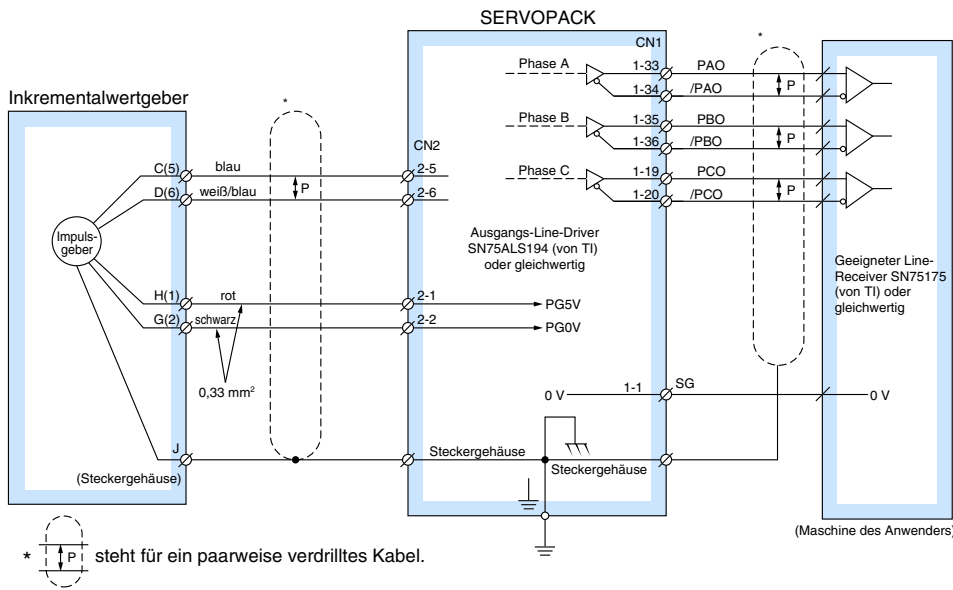 SERVOPACK
* CN1 *
Phase A 1-33 PAO
1-34 /PAO P
Inkrementalwertgeber
Phase B 1-35 PBO
1-36 /PBO P
CN2
Phase C 1-19 PCO
1-20 /PCO P
C(5) blau 2-5
P
D(6) weiß/blau 2-6
Impuls-
geber
Ausgangs-Line-Driver
SN75ALS194 (von TI)
oder gleichwertig
Geeigneter Line-
Receiver SN75175
(von TI) oder
gleichwertig
H(1) rot 2-1 PG5V
G(2) schwarz 2-2 PG0V
0,33 mm²
0 V 1-1 SG 0 V
J
(Steckergehäuse)
Steckergehäuse
Steckergehäuse
(Maschine des Anwenders)
* P steht für ein paarweise verdrilltes Kabel.